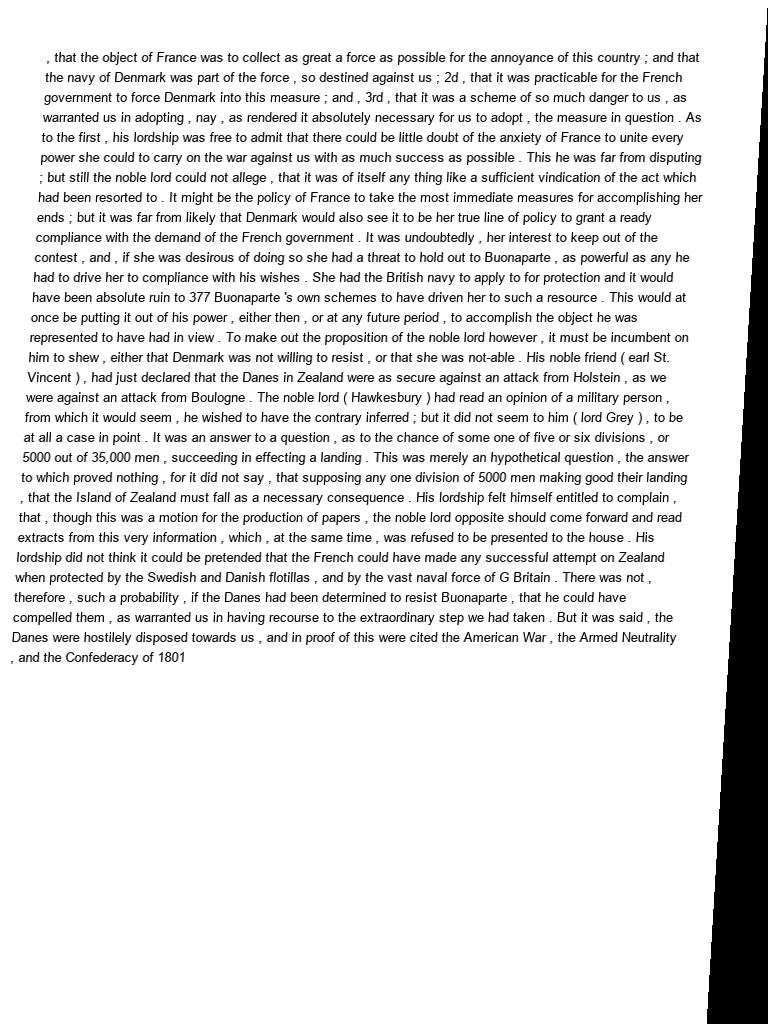 , that the object of France was to collect as great a force as possible for the annoyance of this country ; and that
the navy of Denmark was part of the force , so destined against us ; 2d , that it was practicable for the French
government to force Denmark into this measure ; and , 3rd , that it was a scheme of so much danger to us , as
warranted us in adopting , nay , as rendered it absolutely necessary for us to adopt , the measure in question . As
to the first , his lordship was free to admit that there could be little doubt of the anxiety of France to unite every
power she could to carry on the war against us with as much success as possible . This he was far from disputing
; but still the noble lord could not allege , that it was of itself any thing like a sufficient vindication of the act which
had been resorted to . It might be the policy of France to take the most immediate measures for accomplishing her
ends ; but it was far from likely that Denmark would also see it to be her true line of policy to grant a ready
compliance with the demand of the French government . It was undoubtedly , her interest to keep out of the
contest , and , if she was desirous of doing so she had a threat to hold out to Buonaparte , as powerful as any he
had to drive her to compliance with his wishes . She had the British navy to apply to for protection and it would
have been absolute ruin to 377 Buonaparte 's own schemes to have driven her to such a resource . This would at
once be putting it out of his power , either then , or at any future period , to accomplish the object he was
represented to have had in view . To make out the proposition of the noble lord however , it must be incumbent on
him to shew , either that Denmark was not willing to resist , or that she was not-able . His noble friend ( earl St.
Vincent ) , had just declared that the Danes in Zealand were as secure against an attack from Holstein , as we
were against an attack from Boulogne . The noble lord ( Hawkesbury ) had read an opinion of a military person ,
from which it would seem , he wished to have the contrary inferred ; but it did not seem to him ( lord Grey ) , to be
at all a case in point . It was an answer to a question , as to the chance of some one of five or six divisions , or
5000 out of 35,000 men , succeeding in effecting a landing . This was merely an hypothetical question , the answer
to which proved nothing , for it did not say , that supposing any one division of 5000 men making good their landing
, that the Island of Zealand must fall as a necessary consequence . His lordship felt himself entitled to complain ,
that , though this was a motion for the production of papers , the noble lord opposite should come forward and read
extracts from this very information , which , at the same time , was refused to be presented to the house . His
lordship did not think it could be pretended that the French could have made any successful attempt on Zealand
when protected by the Swedish and Danish flotillas , and by the vast naval force of G Britain . There was not ,
therefore , such a probability , if the Danes had been determined to resist Buonaparte , that he could have
compelled them , as warranted us in having recourse to the extraordinary step we had taken . But it was said , the
Danes were hostilely disposed towards us , and in proof of this were cited the American War , the Armed Neutrality
, and the Confederacy of 1801